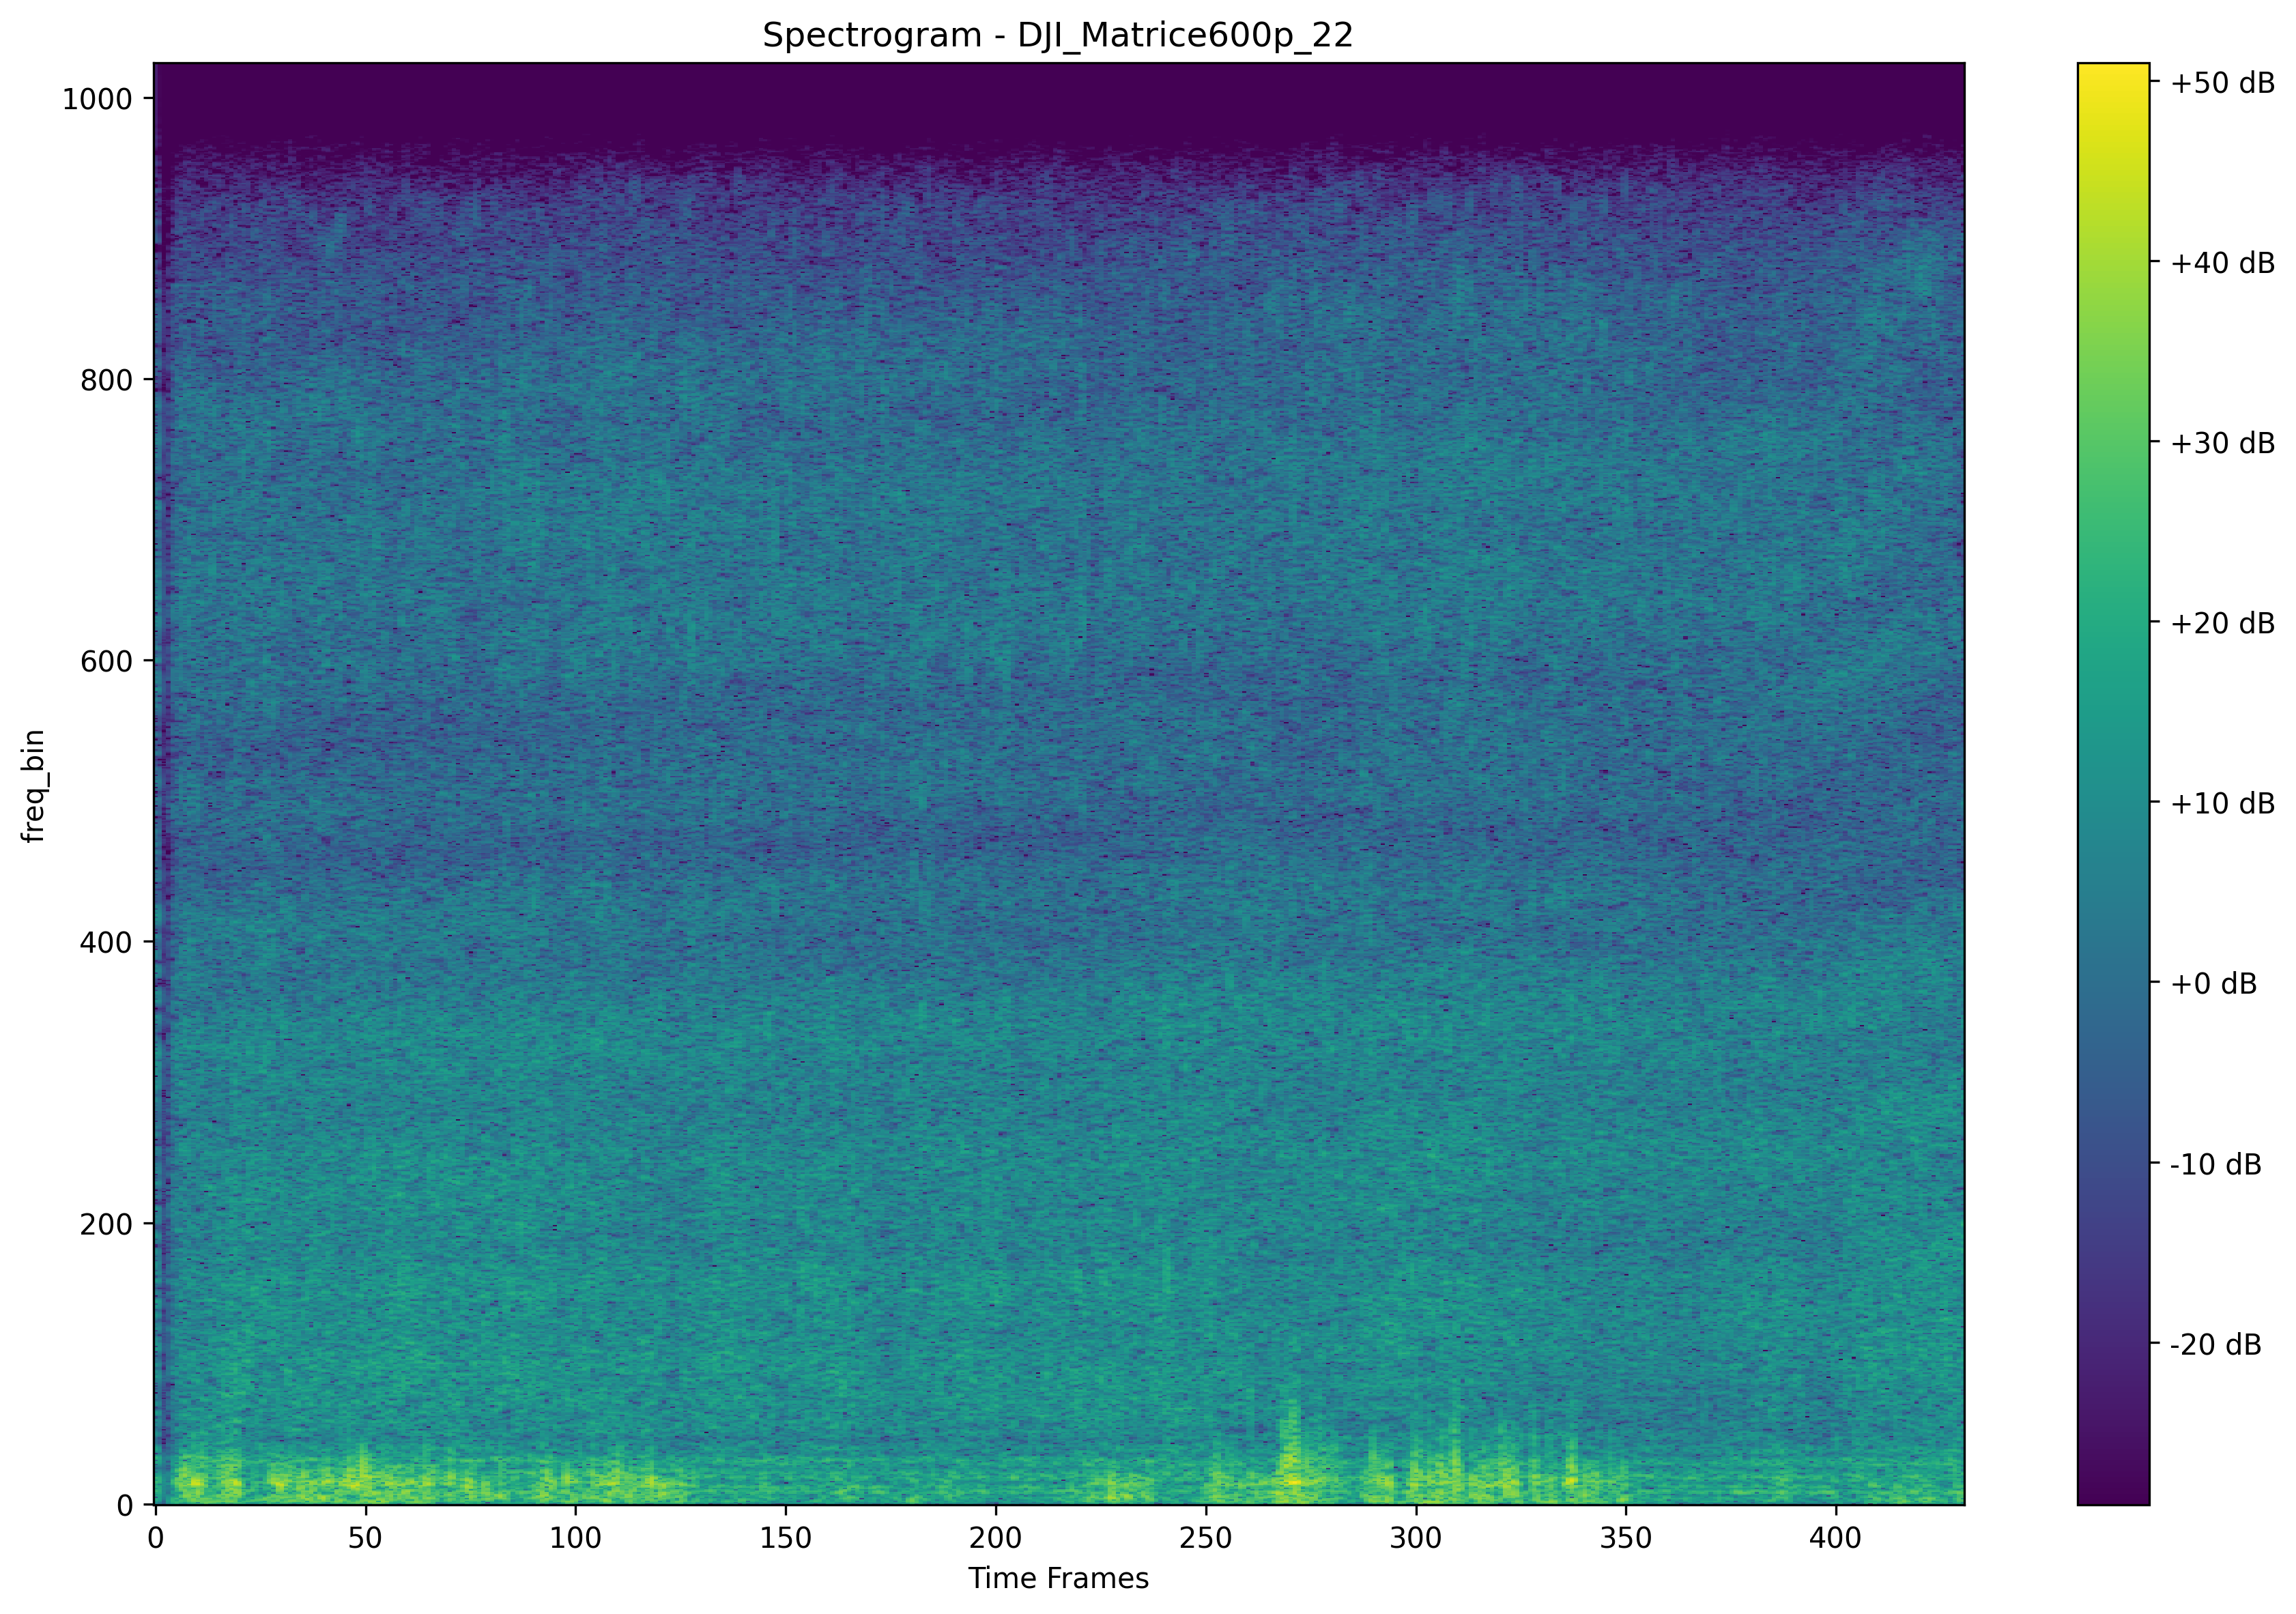 Spectrogram - DJI_Matrice600p_22
freq_bin
1000
800
600
400
200
0
0 50 100 150 200 250 300 350 400
Time Frames
+50 dB
+40 dB
+30 dB
+20 dB
+10 dB
+0 dB
-10 dB
-20 dB